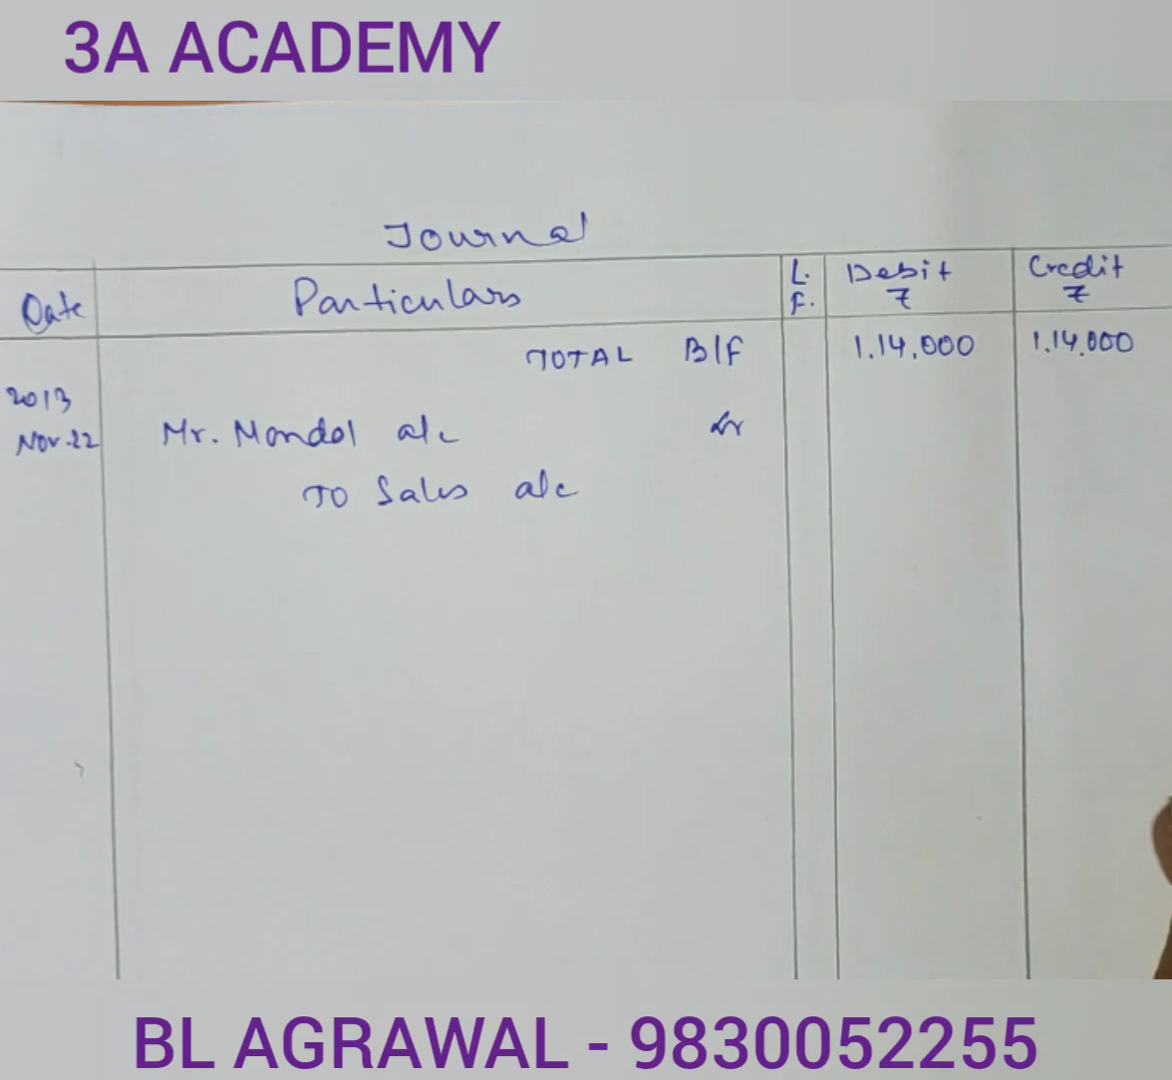 3A ACADEMY
Journal
Date Particulars L. F. Debit ₹ Credit ₹
TOTAL B/F 1,14,000 1,14,000
2013
Nov.22 Mr. Mondal a/c Dr
To Sales a/c
BL AGRAWAL - 9830052255